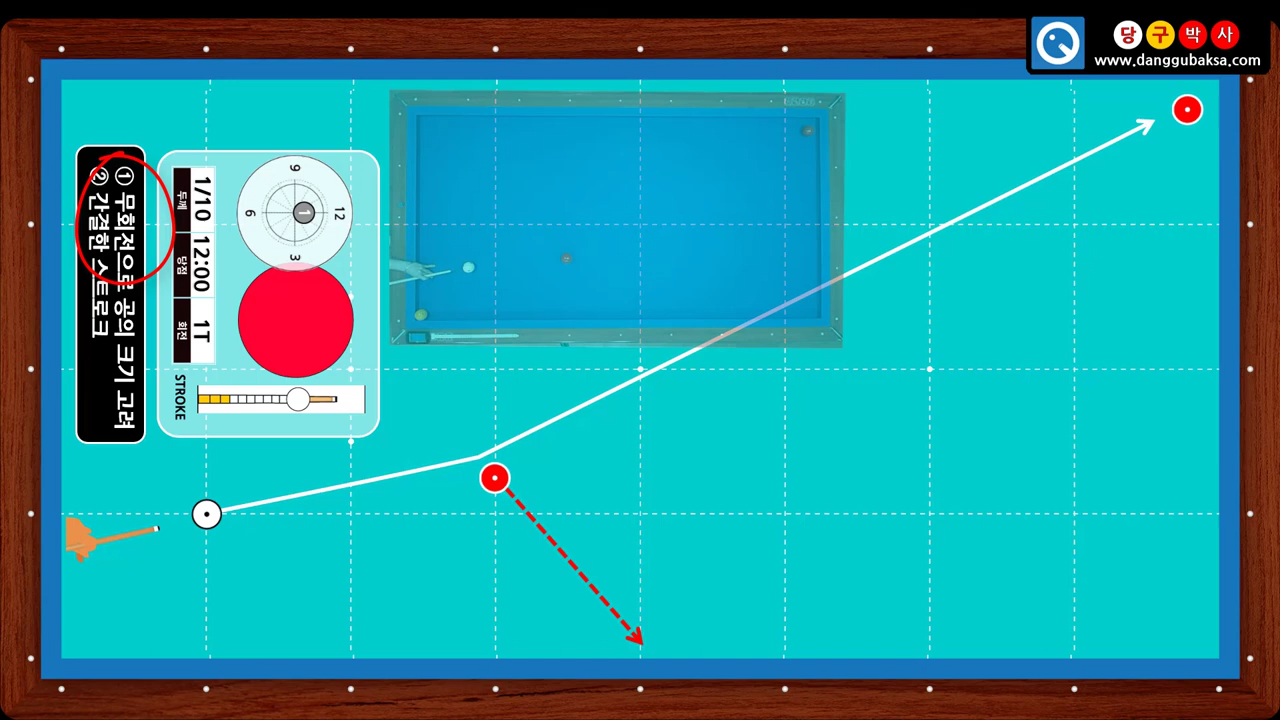 당구박사
www.danggubaksa.com
① 무회전으로 공의 크기 고려
② 간결한 스트로크
9
12
6
3
1
1/10
두께
12:00
당점
1T
회전
STROKE